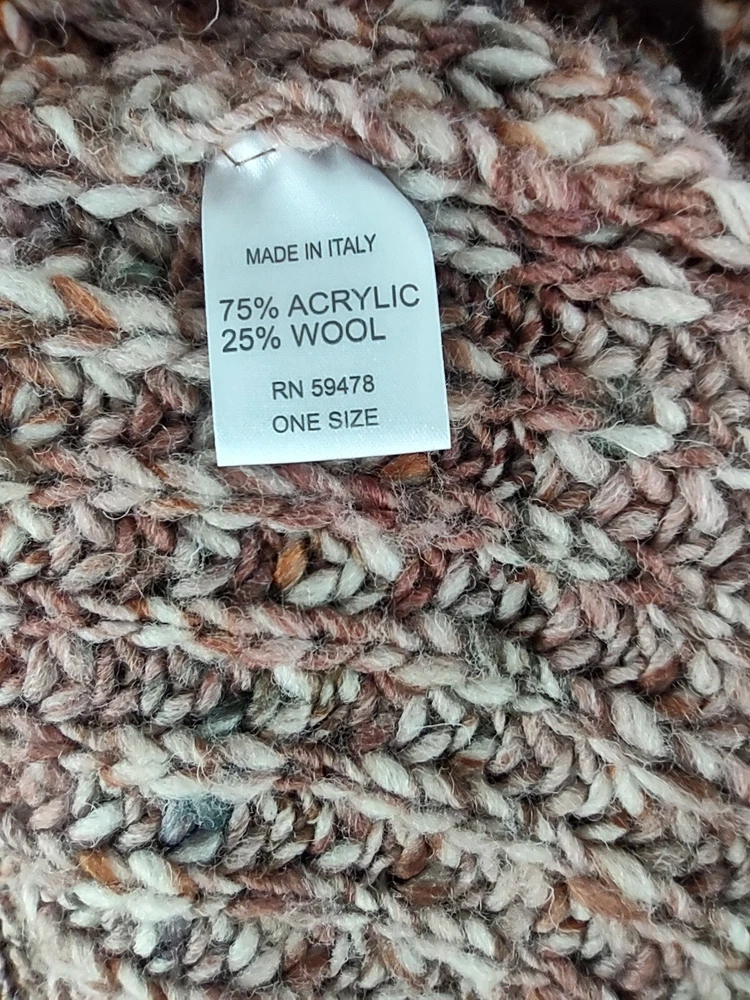 MADE IN ITALY
75% ACRYLIC
25% WOOL
RN 59478
ONE SIZE